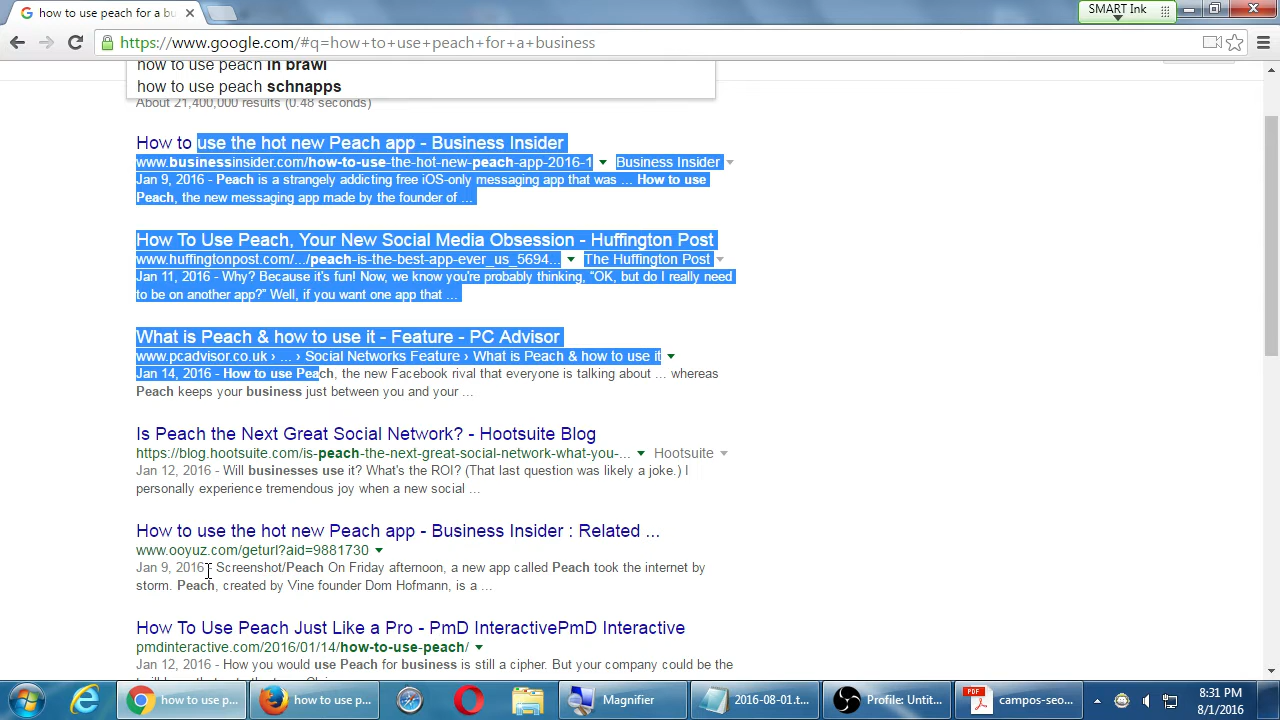 how to use peach for a bu
SMART Ink
https://www.google.com/#q=how+to+use+peach+for+a+business
how to use peach in brawl
how to use peach schnapps
About 21,400,000 results (0.48 seconds)
How to use the hot new Peach app - Business Insider
www.businessinsider.com/how-to-use-the-hot-new-peach-app-2016-1 Business Insider
Jan 9, 2016 - Peach is a strangely addicting free iOS-only messaging app that was ... How to use
Peach, the new messaging app made by the founder of ...
How To Use Peach, Your New Social Media Obsession - Huffington Post
www.huffingtonpost.com/.../peach-is-the-best-app-ever_us_5694... The Huffington Post
Jan 11, 2016 - Why? Because it's fun! Now, we know you're probably thinking, “OK, but do I really need
to be on another app?” Well, if you want one app that ...
What is Peach & how to use it - Feature - PC Advisor
www.pcadvisor.co.uk › ... › Social Networks Feature › What is Peach & how to use it
Jan 14, 2016 - How to use Peach, the new Facebook rival that everyone is talking about ... whereas
Peach keeps your business just between you and your ...
Is Peach the Next Great Social Network? - Hootsuite Blog
https://blog.hootsuite.com/is-peach-the-next-great-social-network-what-you-... Hootsuite
Jan 12, 2016 - Will businesses use it? What's the ROI? (That last question was likely a joke.) I
personally experience tremendous joy when a new social ...
How to use the hot new Peach app - Business Insider : Related ...
www.ooyuz.com/geturl?aid=9881730
Jan 9, 2016 - Screenshot/Peach On Friday afternoon, a new app called Peach took the internet by
storm. Peach, created by Vine founder Dom Hofmann, is a ...
How To Use Peach Just Like a Pro - PmD InteractivePmD Interactive
pmdinteractive.com/2016/01/14/how-to-use-peach/
Jan 12, 2016 - How you would use Peach for business is still a cipher. But your company could be the
how to use p... how to use p... Magnifier 2016-08-01.t... Profile: Untit... campos-seo... 8:31 PM
8/1/2016